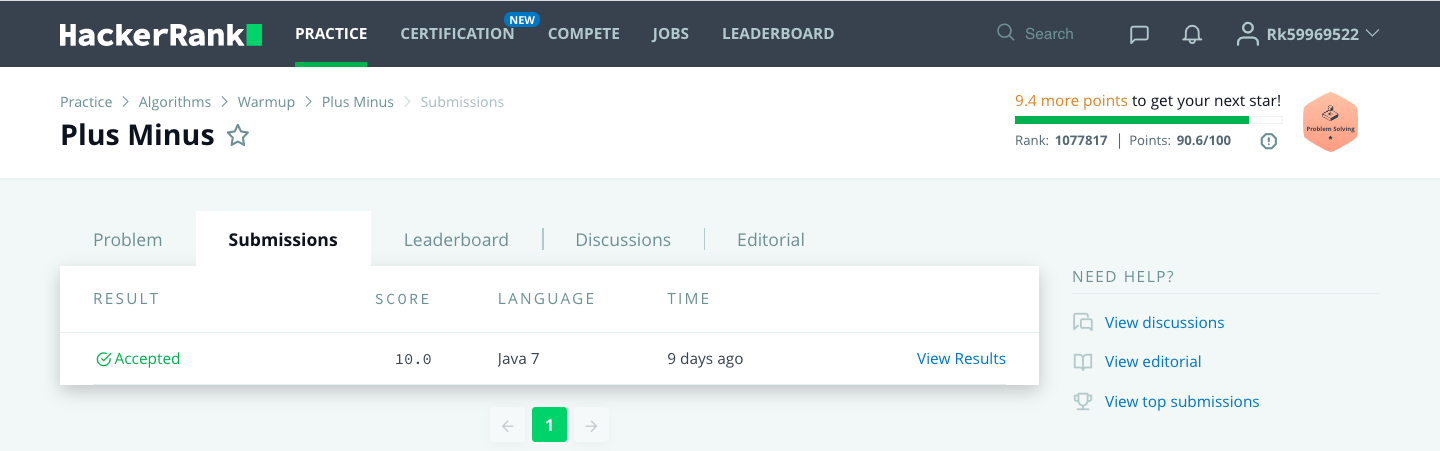 HackerRank PRACTICE CERTIFICATION NEW COMPETE JOBS LEADERBOARD Search Rk59969522
Practice Algorithms Warmup Plus Minus Submissions
Plus Minus
9.4 more points to get your next star!
Rank: 1077817 | Points: 90.6/100
Problem Solving
Problem Submissions Leaderboard Discussions Editorial
RESULT SCORE LANGUAGE TIME
Accepted 10.0 Java 7 9 days ago View Results
1
NEED HELP?
View discussions
View editorial
View top submissions